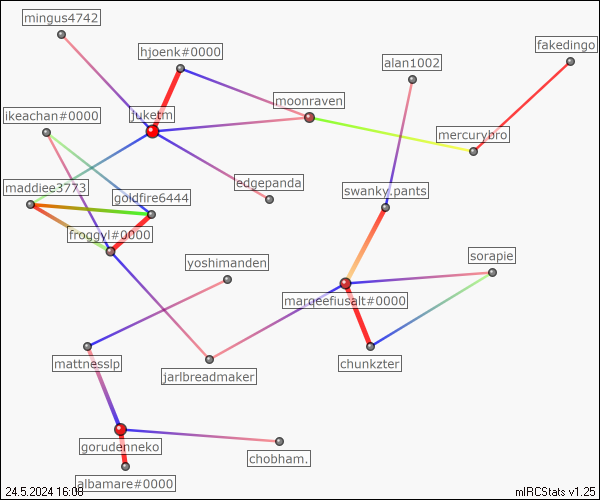 mingus4742
hjoenk#0000
fakedingo
alan1002
moonraven
ikeachan#0000
juketm
mercurybro
edgepanda
maddiee3773
goldfire6444
swanky.pants
froggyl#0000
sorapie
yoshimanden
marqeefiusalt#0000
mattnesslp
chunkzter
jarlbreadmaker
gorudenneko
chobham.
albamare#0000
24.5.2024 16:08
mIRCStats v1.25